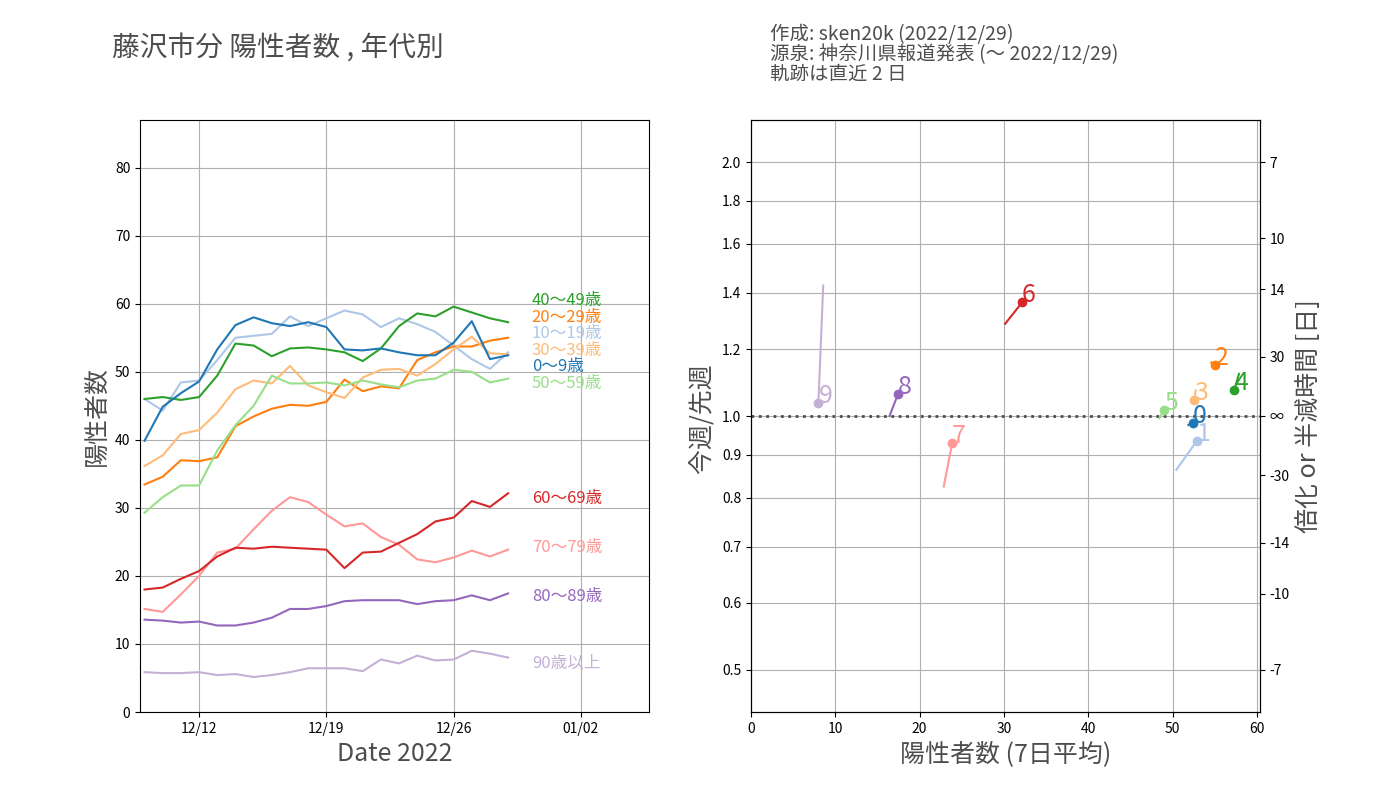 藤沢市分 陽性者数 , 年代別
作成: sken20k (2022/12/29)
源泉: 神奈川県報道発表 (〜 2022/12/29)
軌跡は直近 2 日
陽性者数
80
70
60
50
40
30
20
10
0
40〜49歳
20〜29歳
10〜19歳
30〜39歳
0〜9歳
50〜59歳
60〜69歳
70〜79歳
80〜89歳
90歳以上
12/12
12/19
12/26
01/02
Date 2022
今週/先週
2.0
1.8
1.6
1.4
1.2
1.0
0.9
0.8
0.7
0.6
0.5
9
8
7
6
5
3
0
1
2
4
7
10
14
30
∞
-30
-14
-10
-7
倍化 or 半減時間 [日]
0
10
20
30
40
50
60
陽性者数 (7日平均)